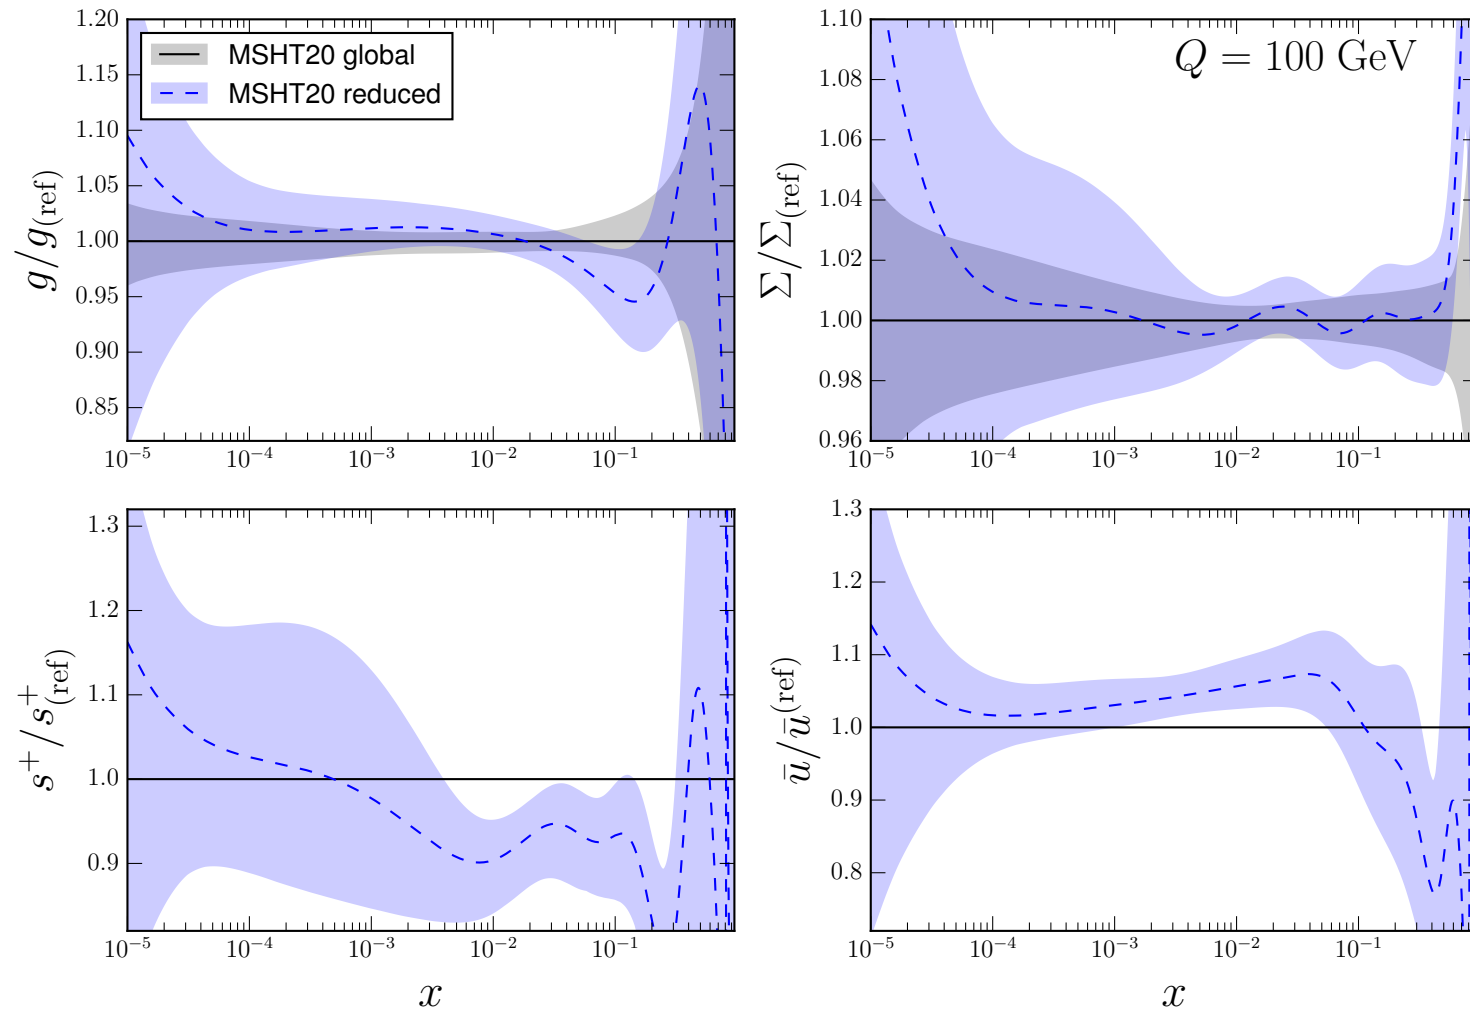 MSHT20 global
MSHT20 reduced
g/g(ref)
1.20
1.15
1.10
1.05
1.00
0.95
0.90
0.85
10⁻⁵ 10⁻⁴ 10⁻³ 10⁻² 10⁻¹
Q = 100 GeV
Σ/Σ(ref)
1.10
1.08
1.06
1.04
1.02
1.00
0.98
0.96
10⁻⁵ 10⁻⁴ 10⁻³ 10⁻² 10⁻¹
s⁺/s⁺(ref)
1.3
1.2
1.1
1.0
0.9
10⁻⁵ 10⁻⁴ 10⁻³ 10⁻² 10⁻¹
x
ū/ū(ref)
1.3
1.2
1.1
1.0
0.9
0.8
10⁻⁵ 10⁻⁴ 10⁻³ 10⁻² 10⁻¹
x